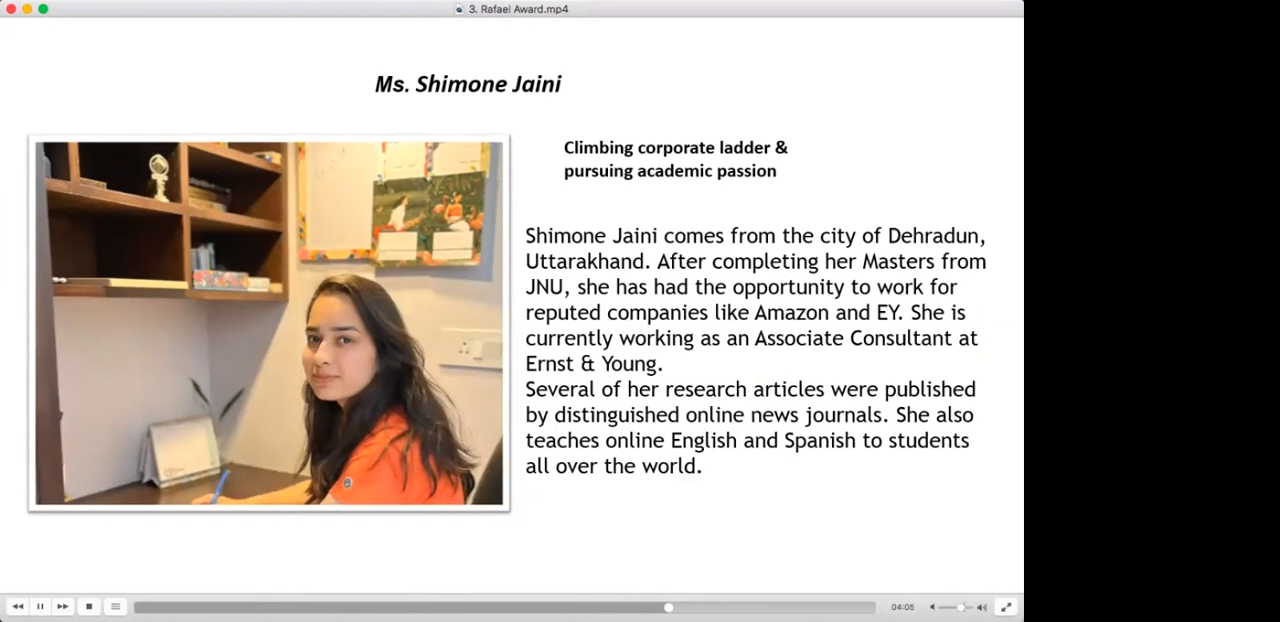 3. Rafael Award.mp4
Ms. Shimone Jaini
Climbing corporate ladder &
pursuing academic passion
Shimone Jaini comes from the city of Dehradun,
Uttarakhand. After completing her Masters from
JNU, she has had the opportunity to work for
reputed companies like Amazon and EY. She is
currently working as an Associate Consultant at
Ernst & Young.
Several of her research articles were published
by distinguished online news journals. She also
teaches online English and Spanish to students
all over the world.
04:05